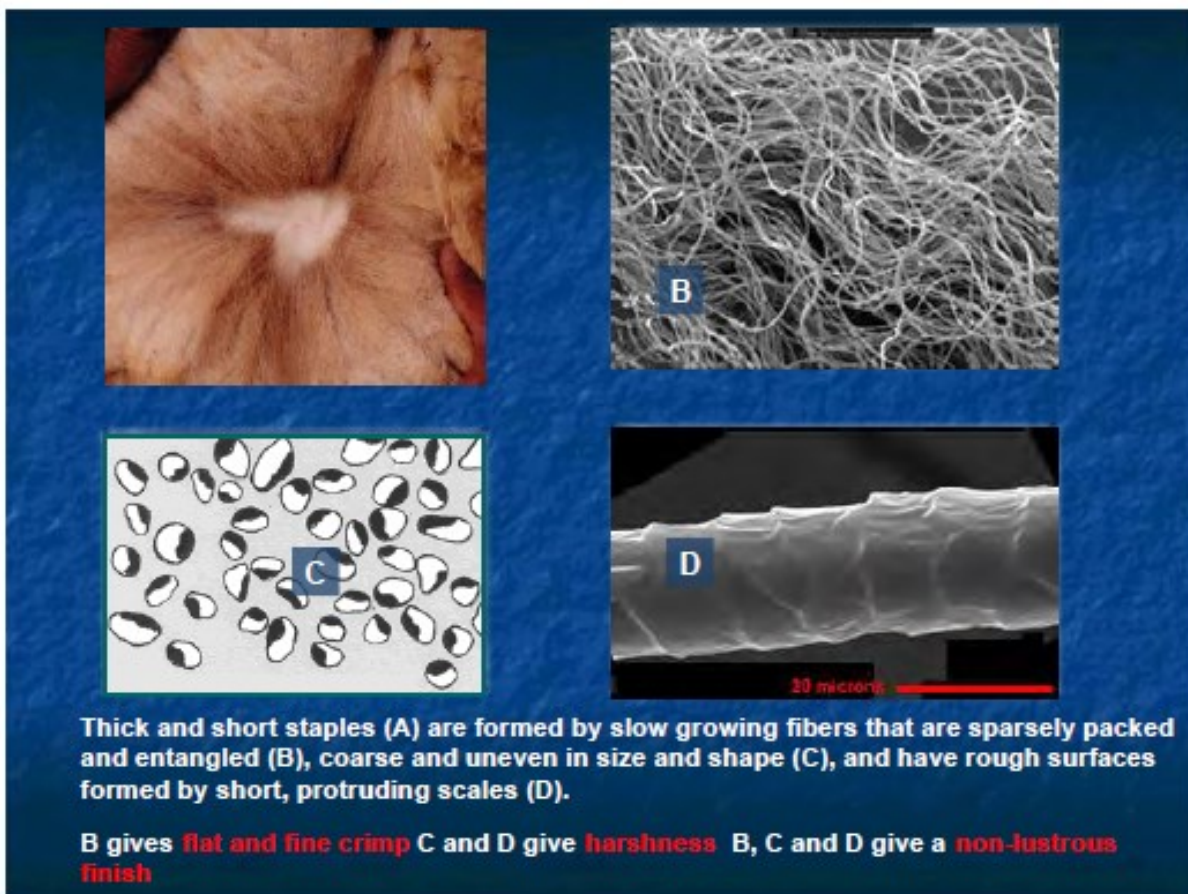 B
C
D
20 microns
Thick and short staples (A) are formed by slow growing fibers that are sparsely packed
and entangled (B), coarse and uneven in size and shape (C), and have rough surfaces
formed by short, protruding scales (D).
B gives flat and fine crimp C and D give harshness B, C and D give a non-lustrous
finish